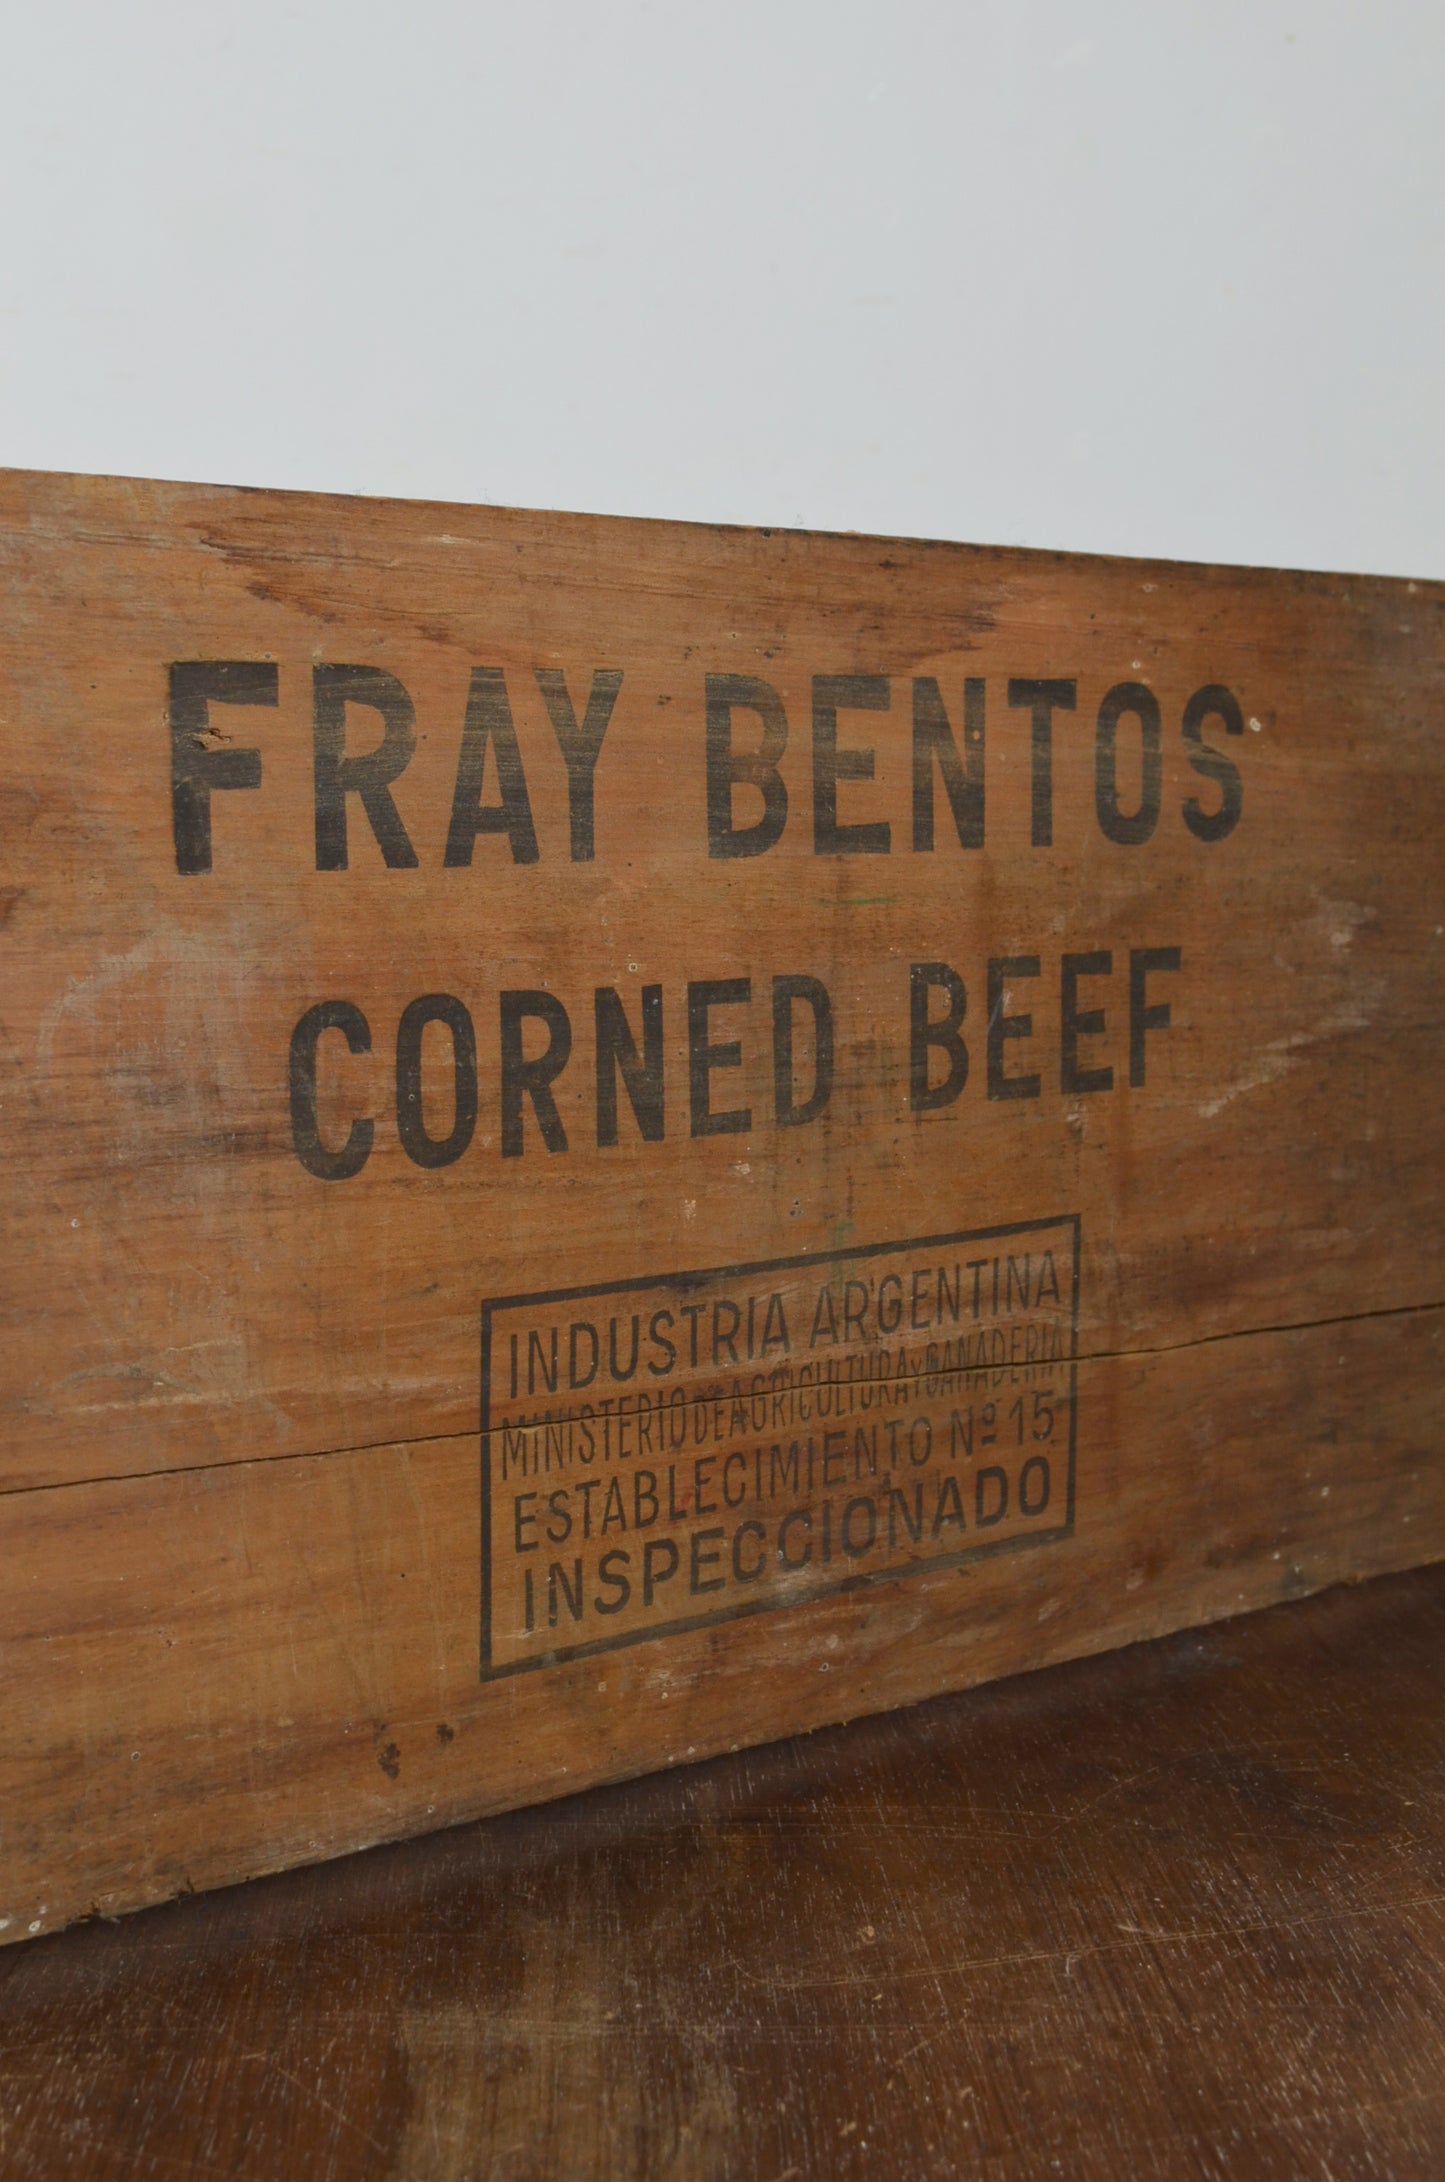 FRAY BENTOS
CORNED BEEF
INDUSTRIA ARGENTINA
MINISTERIO DE AGRICULTURA Y GANADERIA
ESTABLECIMIENTO Nº 15
INSPECCIONADO